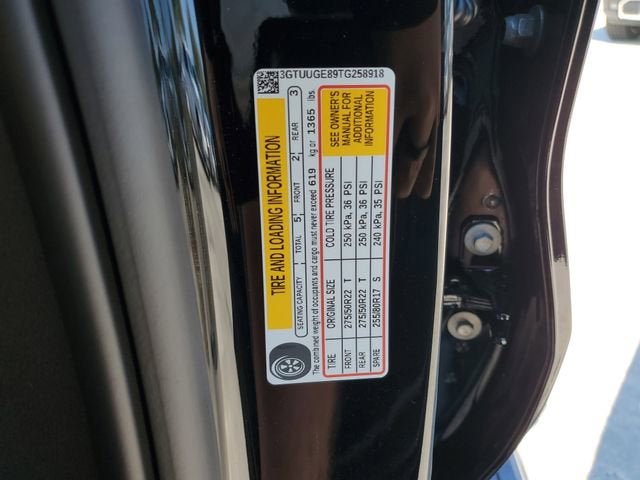 3GTUUGE89TG258918
TIRE AND LOADING INFORMATION
SEATING CAPACITY TOTAL 5 FRONT 2 REAR 3
The combined weight of occupants and cargo must never exceed 619 kg or 1365 lbs.
TIRE ORIGINAL SIZE COLD TIRE PRESSURE
FRONT 275/50R22 T 250 kPa, 36 PSI
REAR 275/50R22 T 250 kPa, 36 PSI
SPARE 255/80R17 S 240 kPa, 35 PSI
SEE OWNER'S
MANUAL FOR
ADDITIONAL
INFORMATION